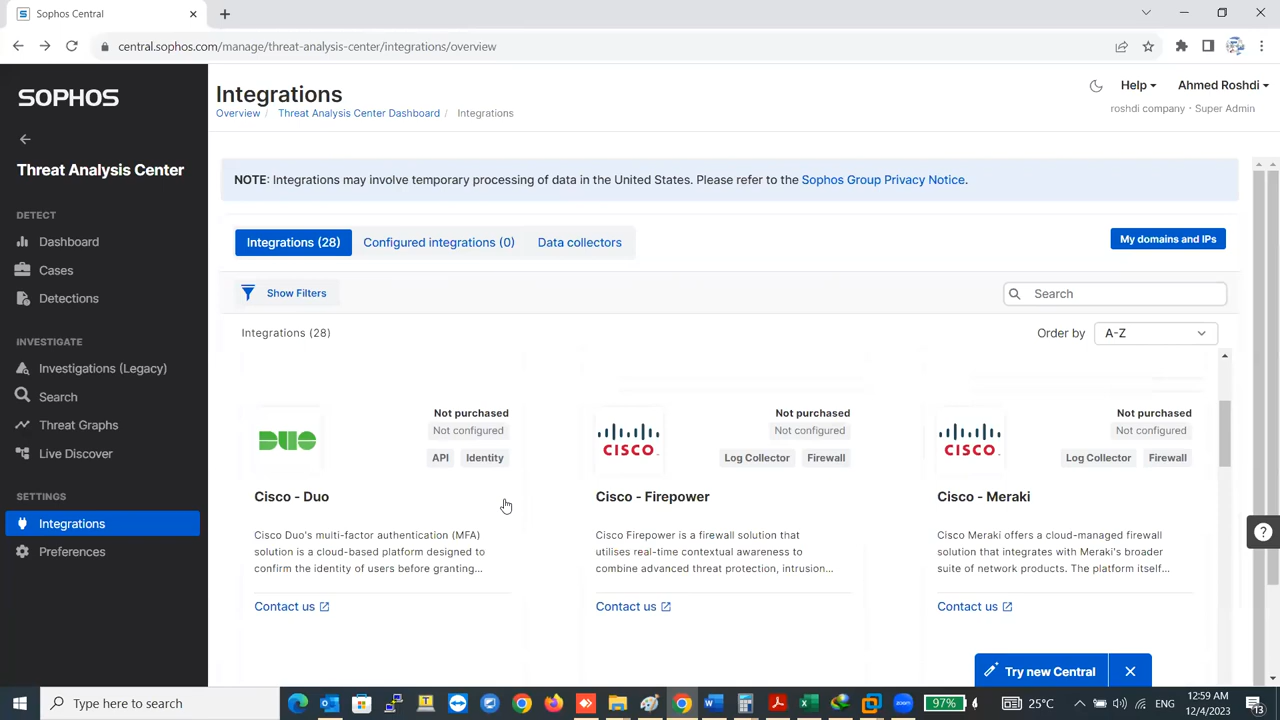 Sophos Central
central.sophos.com/manage/threat-analysis-center/integrations/overview
SOPHOS
Threat Analysis Center
DETECT
Dashboard
Cases
Detections
INVESTIGATE
Investigations (Legacy)
Search
Threat Graphs
Live Discover
SETTINGS
Integrations
Preferences
Integrations
Overview / Threat Analysis Center Dashboard / Integrations
Help
Ahmed Roshdi
roshdi company · Super Admin
NOTE: Integrations may involve temporary processing of data in the United States. Please refer to the Sophos Group Privacy Notice.
Integrations (28) Configured integrations (0) Data collectors
My domains and IPs
Show Filters
Search
Integrations (28)
Order by A-Z
DUO
Not purchased
Not configured
API Identity
Cisco - Duo
Cisco Duo's multi-factor authentication (MFA)
solution is a cloud-based platform designed to
confirm the identity of users before granting...
Contact us
CISCO
Not purchased
Not configured
Log Collector Firewall
Cisco - Firepower
Cisco Firepower is a firewall solution that
utilises real-time contextual awareness to
combine advanced threat protection, intrusion...
Contact us
CISCO
Not purchased
Not configured
Log Collector Firewall
Cisco - Meraki
Cisco Meraki offers a cloud-managed firewall
solution that integrates with Meraki's broader
suite of network products. The platform itself...
Contact us
Try new Central
Type here to search
97%
25°C
ENG
12:59 AM
12/4/2023